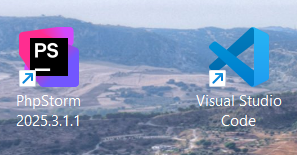 PS
PhpStorm
2025.3.1.1
Visual Studio
Code